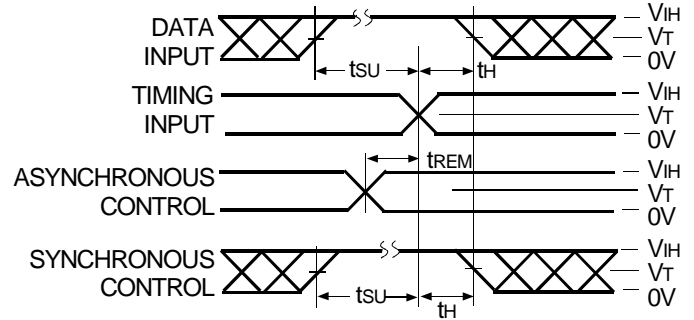 DATA
INPUT
tSU
tH
VIH
VT
0V
TIMING
INPUT
VIH
VT
0V
tREM
ASYNCHRONOUS
CONTROL
VIH
VT
0V
SYNCHRONOUS
CONTROL
tSU
tH
VIH
VT
0V